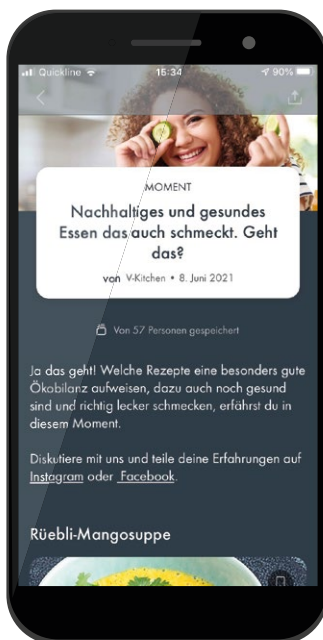 Quickline 15:34 90%
MOMENT
Nachhaltiges und gesundes
Essen das auch schmeckt. Geht
das?
von V-Kitchen • 8. Juni 2021
Von 57 Personen gespeichert
Ja das geht! Welche Rezepte eine besonders gute
Ökobilanz aufweisen, dazu auch noch gesund
sind und richtig lecker schmecken, erfährst du in
diesem Moment.
Diskutiere mit uns und teile deine Erfahrungen auf
Instagram oder Facebook.
Rüebli-Mangosuppe